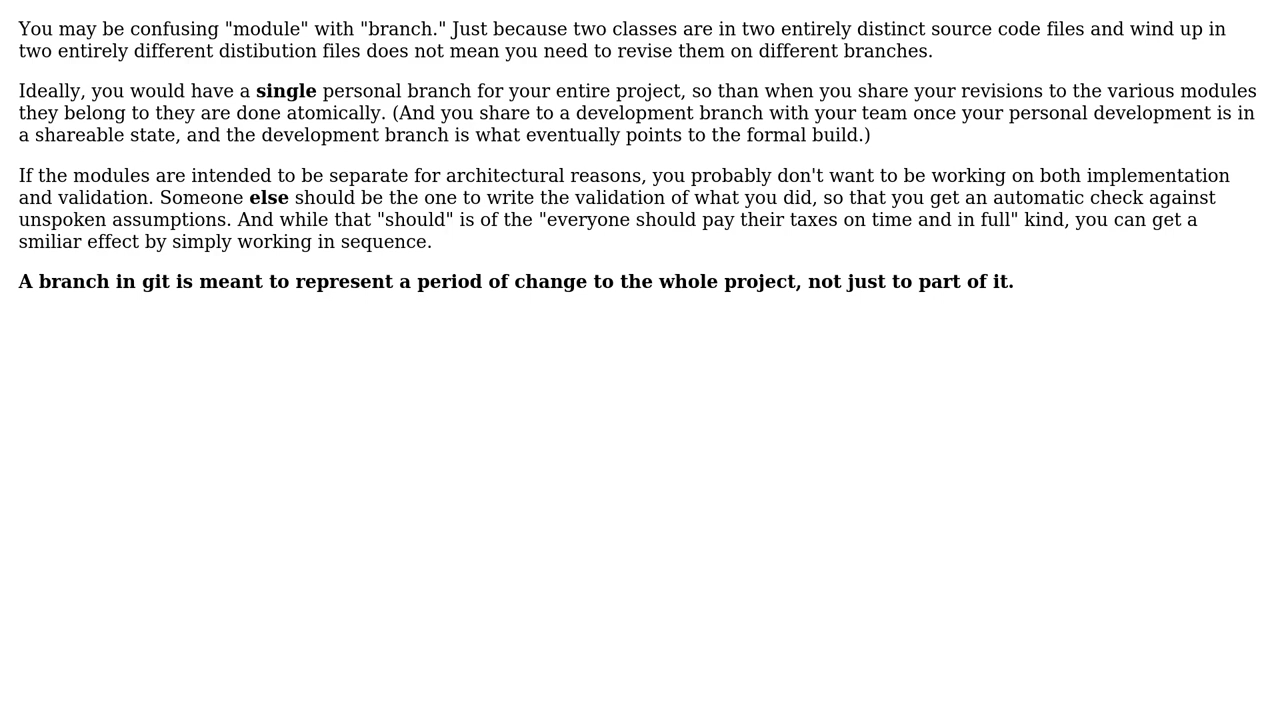 You may be confusing "module" with "branch." Just because two classes are in two entirely distinct source code files and wind up in
two entirely different distibution files does not mean you need to revise them on different branches.
Ideally, you would have a single personal branch for your entire project, so than when you share your revisions to the various modules
they belong to they are done atomically. (And you share to a development branch with your team once your personal development is in
a shareable state, and the development branch is what eventually points to the formal build.)
If the modules are intended to be separate for architectural reasons, you probably don't want to be working on both implementation
and validation. Someone else should be the one to write the validation of what you did, so that you get an automatic check against
unspoken assumptions. And while that "should" is of the "everyone should pay their taxes on time and in full" kind, you can get a
smiliar effect by simply working in sequence.
A branch in git is meant to represent a period of change to the whole project, not just to part of it.